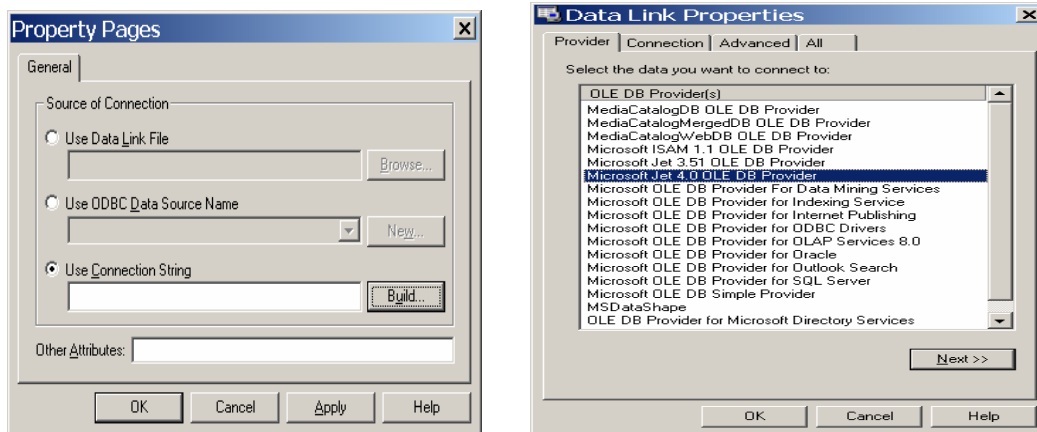 Property Pages
General
Source of Connection
Use Data Link File
Browse...
Use ODBC Data Source Name
New...
Use Connection String
Build...
Other Attributes:
OK Cancel Apply Help
Data Link Properties
Provider Connection Advanced All
Select the data you want to connect to:
OLE DB Provider(s)
MediaCatalogDB OLE DB Provider
MediaCatalogMergedDB OLE DB Provider
MediaCatalogWebDB OLE DB Provider
Microsoft ISAM 1.1 OLE DB Provider
Microsoft Jet 3.51 OLE DB Provider
Microsoft Jet 4.0 OLE DB Provider
Microsoft OLE DB Provider For Data Mining Services
Microsoft OLE DB Provider for Indexing Service
Microsoft OLE DB Provider for Internet Publishing
Microsoft OLE DB Provider for ODBC Drivers
Microsoft OLE DB Provider for OLAP Services 8.0
Microsoft OLE DB Provider for Oracle
Microsoft OLE DB Provider for Outlook Search
Microsoft OLE DB Provider for SQL Server
Microsoft OLE DB Simple Provider
MSDataShape
OLE DB Provider for Microsoft Directory Services
Next >>
OK Cancel Help